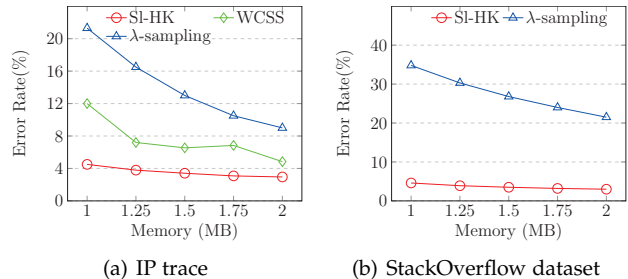 Sl-HK WCSS
λ-sampling
Error Rate(%)
20
16
12
8
4
0
1 1.25 1.5 1.75 2
Memory (MB)
(a) IP trace
Sl-HK λ-sampling
Error Rate(%)
40
30
20
10
0
1 1.25 1.5 1.75 2
Memory (MB)
(b) StackOverflow dataset